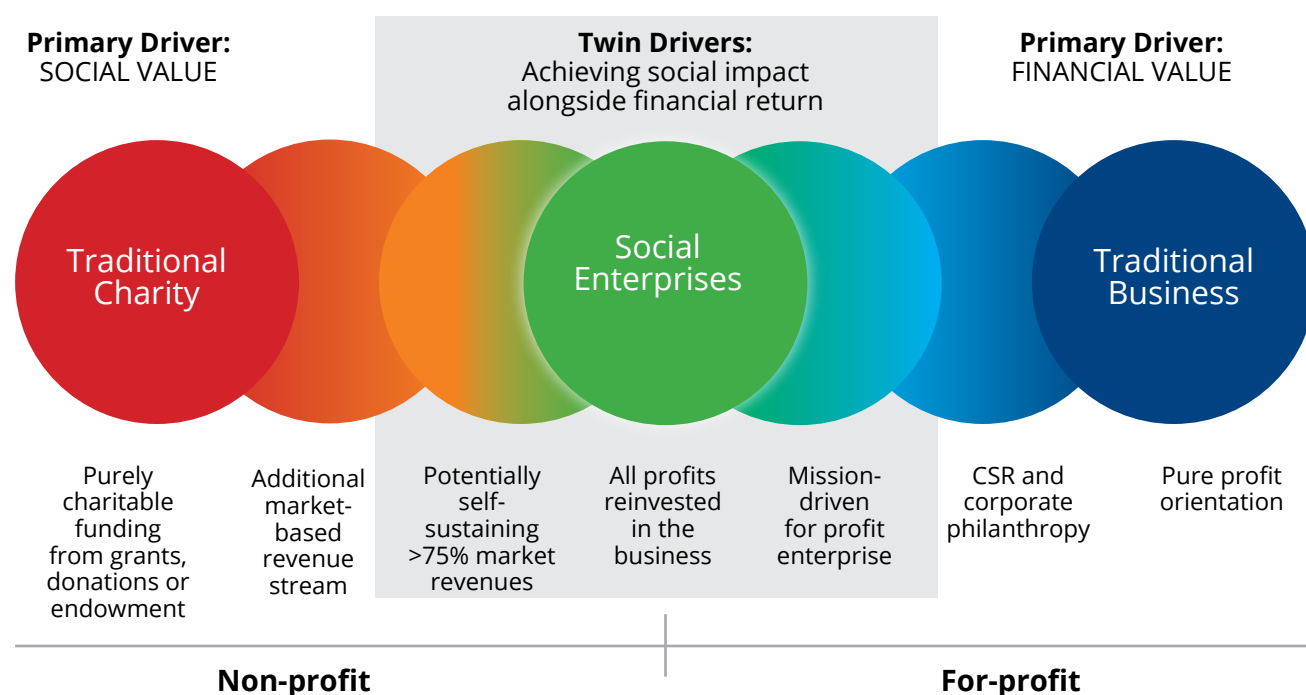 Primary Driver:
SOCIAL VALUE
Twin Drivers:
Achieving social impact
alongside financial return
Primary Driver:
FINANCIAL VALUE
Traditional
Charity
Social
Enterprises
Traditional
Business
Purely
charitable
funding
from grants,
donations or
endowment
Additional
market-
based
revenue
stream
Potentially
self-
sustaining
>75% market
revenues
All profits
reinvested
in the
business
Mission-
driven
for profit
enterprise
CSR and
corporate
philanthropy
Pure profit
orientation
Non-profit
For-profit